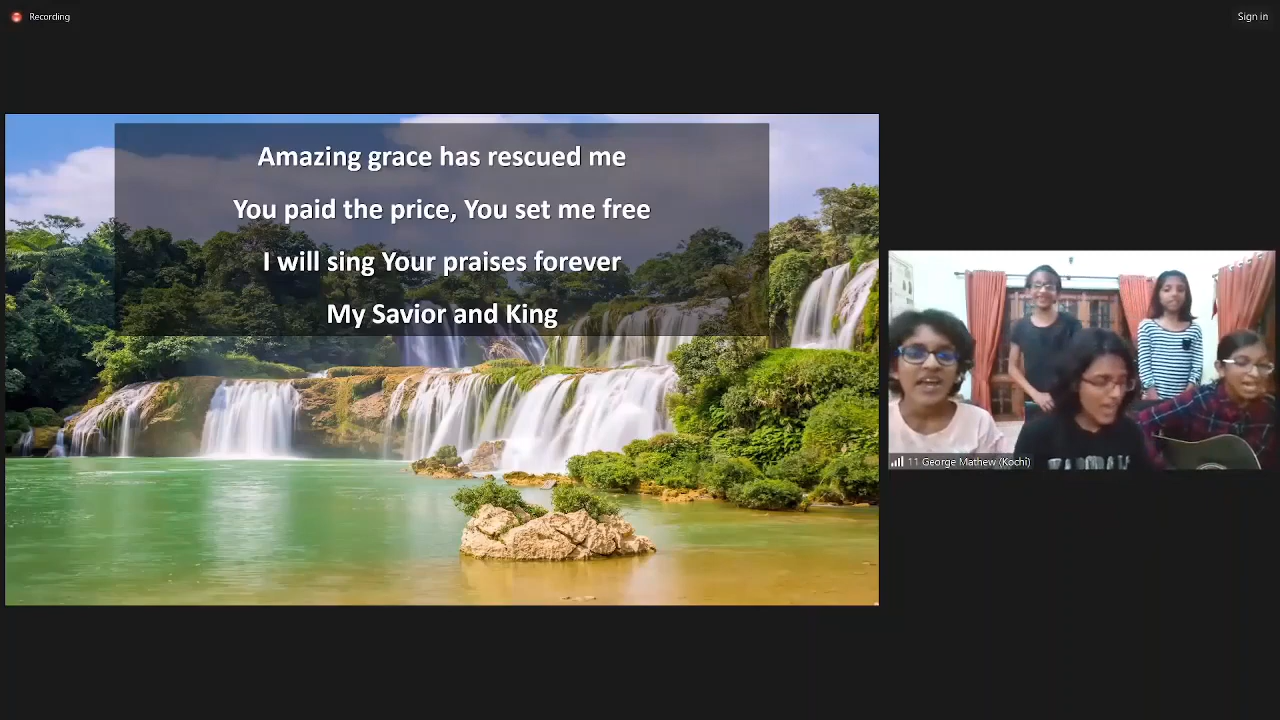 Recording
Sign in
Amazing grace has rescued me
You paid the price, You set me free
I will sing Your praises forever
My Savior and King
11 George Mathew (Kochi)